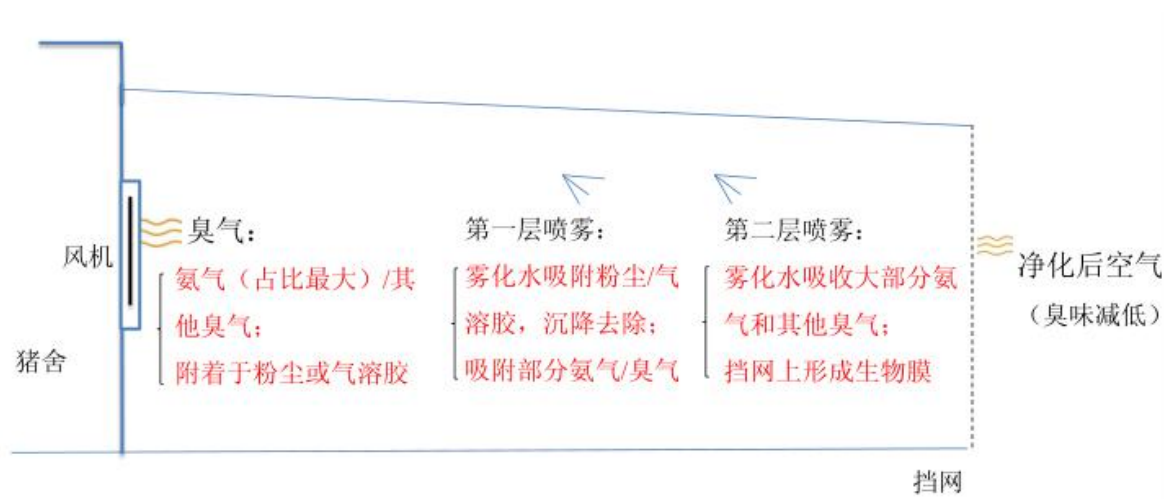 风机
猪舍
臭气：
氨气（占比最大）/其
他臭气；
附着于粉尘或气溶胶
第一层喷雾：
雾化水吸附粉尘/气
溶胶，沉降去除；
吸附部分氨气/臭气
第二层喷雾：
雾化水吸收大部分氨
气和其他臭气；
挡网上形成生物膜
净化后空气
（臭味减低）
挡网